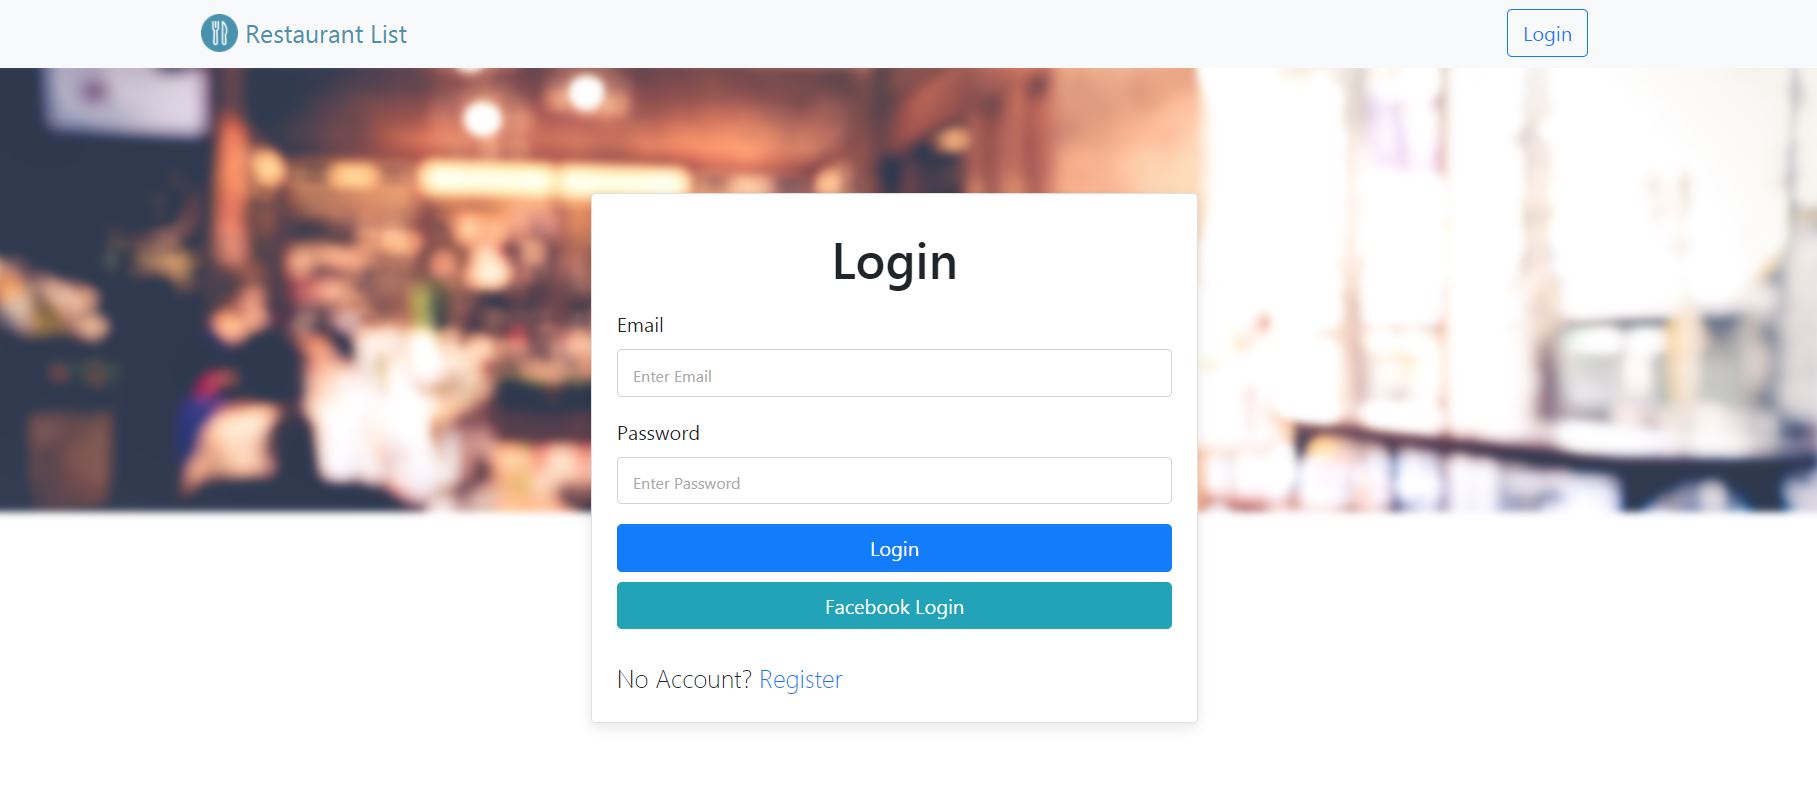 Restaurant List
Login
Login
Email
Enter Email
Password
Enter Password
Login
Facebook Login
No Account? Register